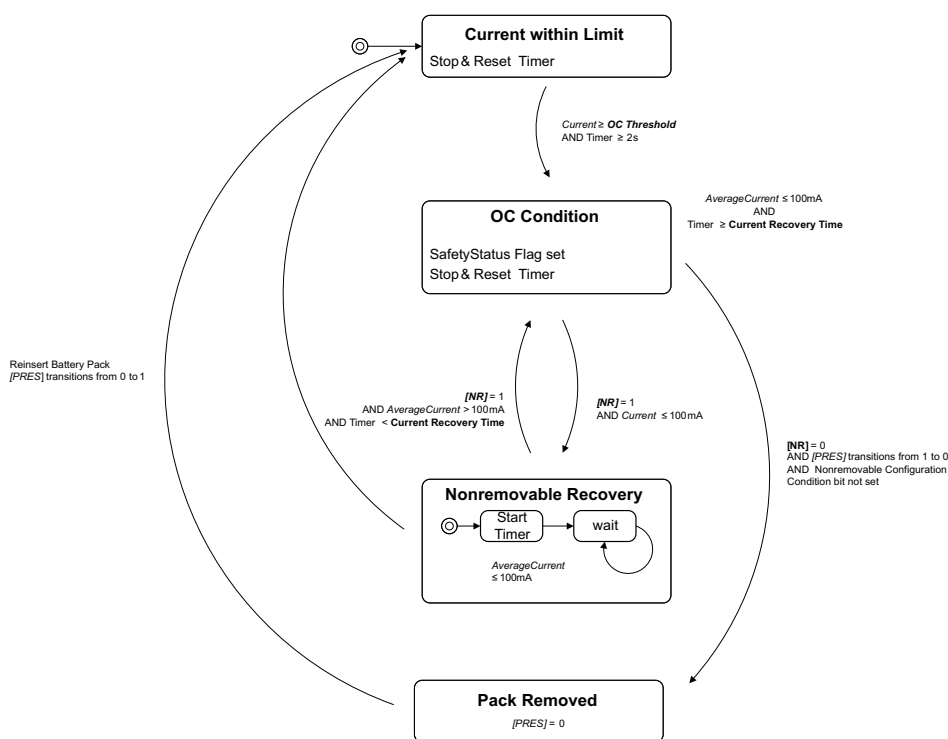 Current within Limit
Stop & Reset Timer
Current ≥ OC Threshold
AND Timer ≥ 2s
OC Condition
SafetyStatus Flag set
Stop & Reset Timer
AverageCurrent ≤ 100mA
AND
Timer ≥ Current Recovery Time
Reinsert Battery Pack
[PRES] transitions from 0 to 1
[NR] = 1
AND AverageCurrent > 100mA
AND Timer < Current Recovery Time
[NR] = 1
AND Current ≤ 100mA
[NR] = 0
AND [PRES] transitions from 1 to 0
AND Nonremovable Configuration
Condition bit not set
Nonremovable Recovery
Start
Timer
wait
AverageCurrent
≤ 100mA
Pack Removed
[PRES] = 0